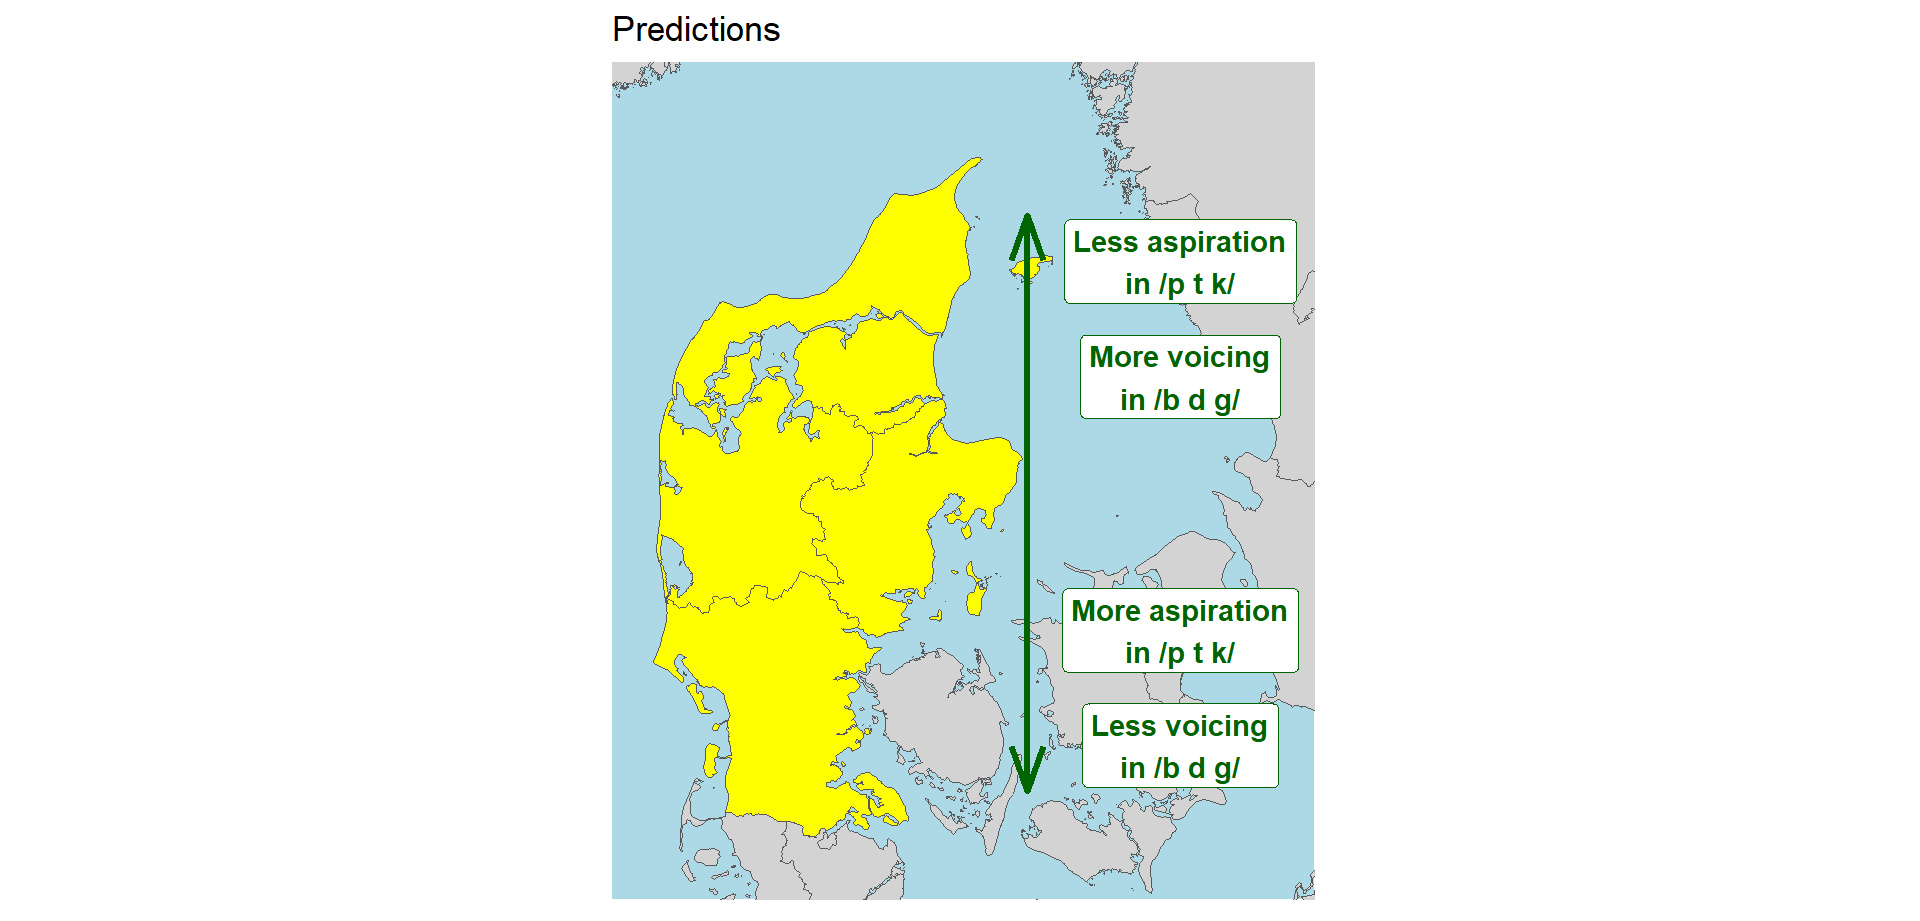 Predictions
Less aspiration
in /p t k/
More voicing
in /b d g/
More aspiration
in /p t k/
Less voicing
in /b d g/